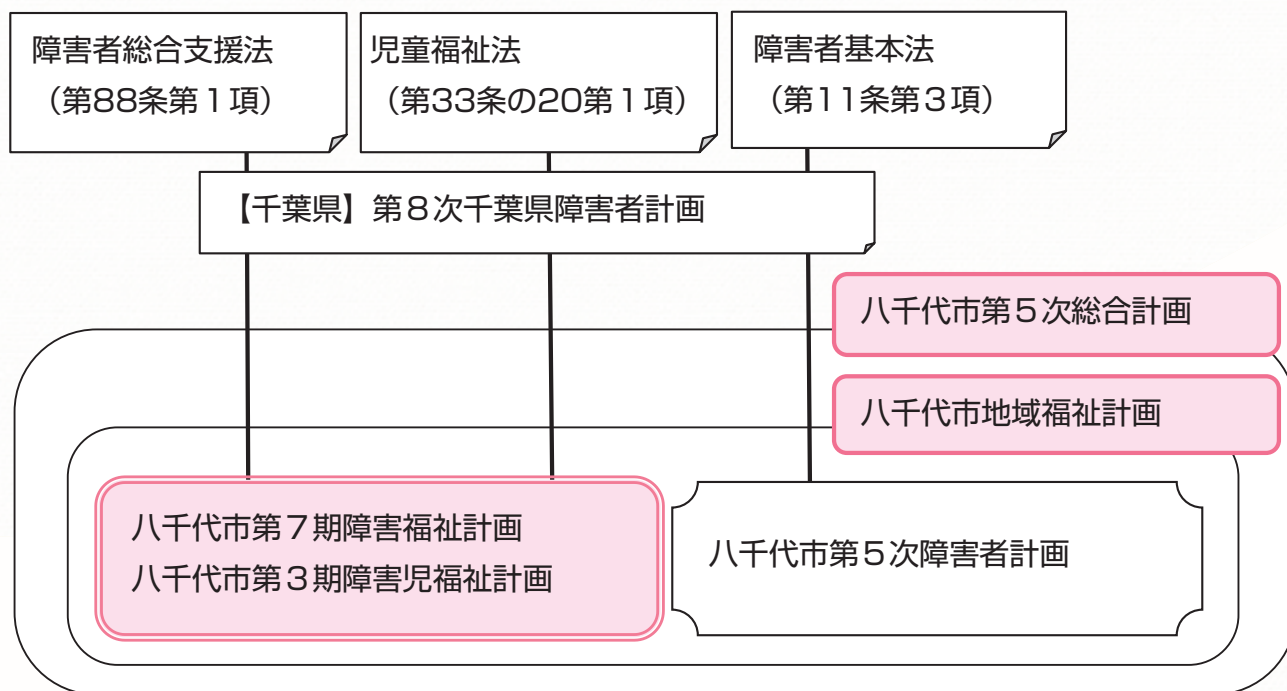 障害者総合支援法
（第88条第１項）
児童福祉法
（第33条の20第１項）
障害者基本法
（第11条第３項）
【千葉県】第８次千葉県障害者計画
八千代市第５次総合計画
八千代市地域福祉計画
八千代市第７期障害福祉計画
八千代市第３期障害児福祉計画
八千代市第５次障害者計画